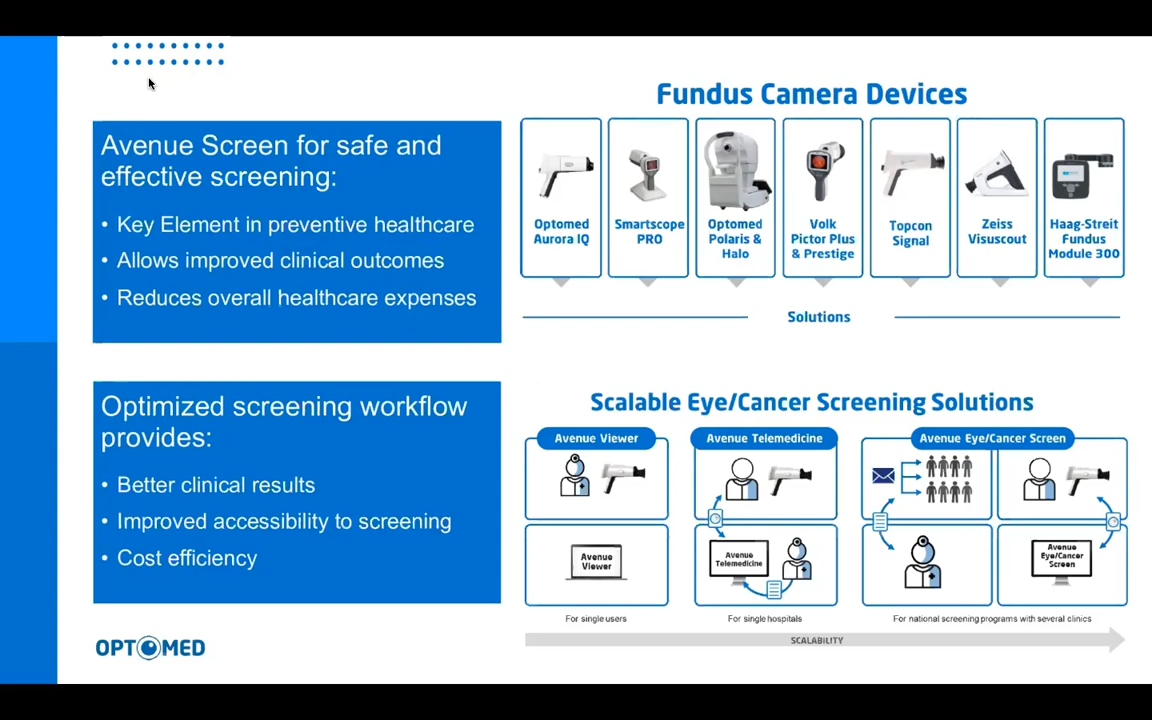 Avenue Screen for safe and
effective screening:
• Key Element in preventive healthcare
• Allows improved clinical outcomes
• Reduces overall healthcare expenses
Optimized screening workflow
provides:
• Better clinical results
• Improved accessibility to screening
• Cost efficiency
OPTOMED
Fundus Camera Devices
Optomed
Aurora IQ
Smartscope
PRO
Optomed
Polaris &
Halo
Volk
Pictor Plus
& Prestige
Topcon
Signal
Zeiss
Visuscout
Haag-Streit
Fundus
Module 300
Solutions
Scalable Eye/Cancer Screening Solutions
Avenue Viewer
Avenue
Viewer
For single users
Avenue Telemedicine
Avenue
Telemedicine
For single hospitals
Avenue Eye/Cancer Screen
Avenue
Eye/Cancer
Screen
For national screening programs with several clinics
SCALABILITY